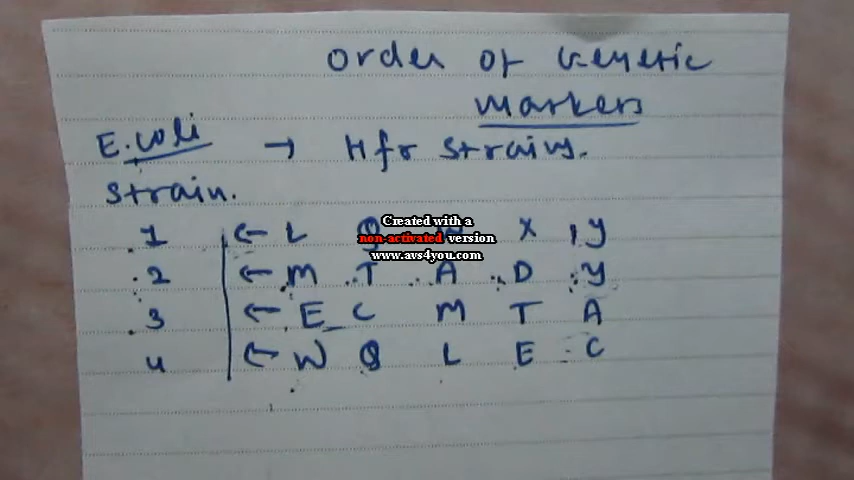 Order of Genetic
Markers
E.coli → Hfr strains.
strain.
1 ← L Q X Y
2 ← M T A D Y
3 ← E C M T A
4 ← W Q L E C
Created with a
non-activated version
www.avs4you.com